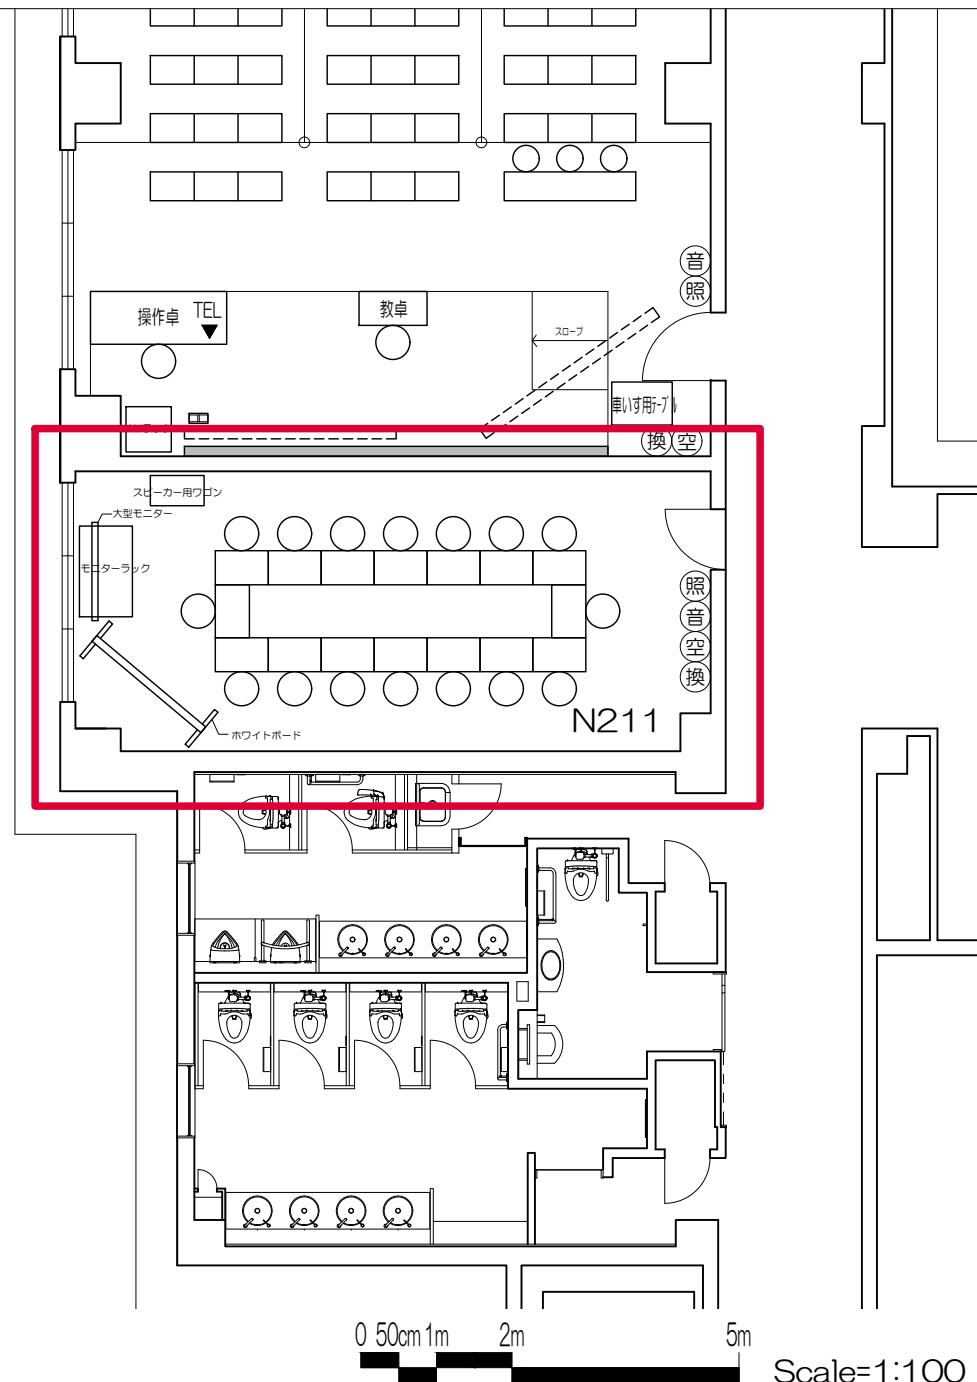 音
照
操作卓
TEL
教卓
スロープ
車いす用テーブル
換 空
スピーカー用ワゴン
大型モニター
モニターラック
照
音
空
換
N211
ホワイトボード
0 50cm 1m 2m 5m
Scale=1:100